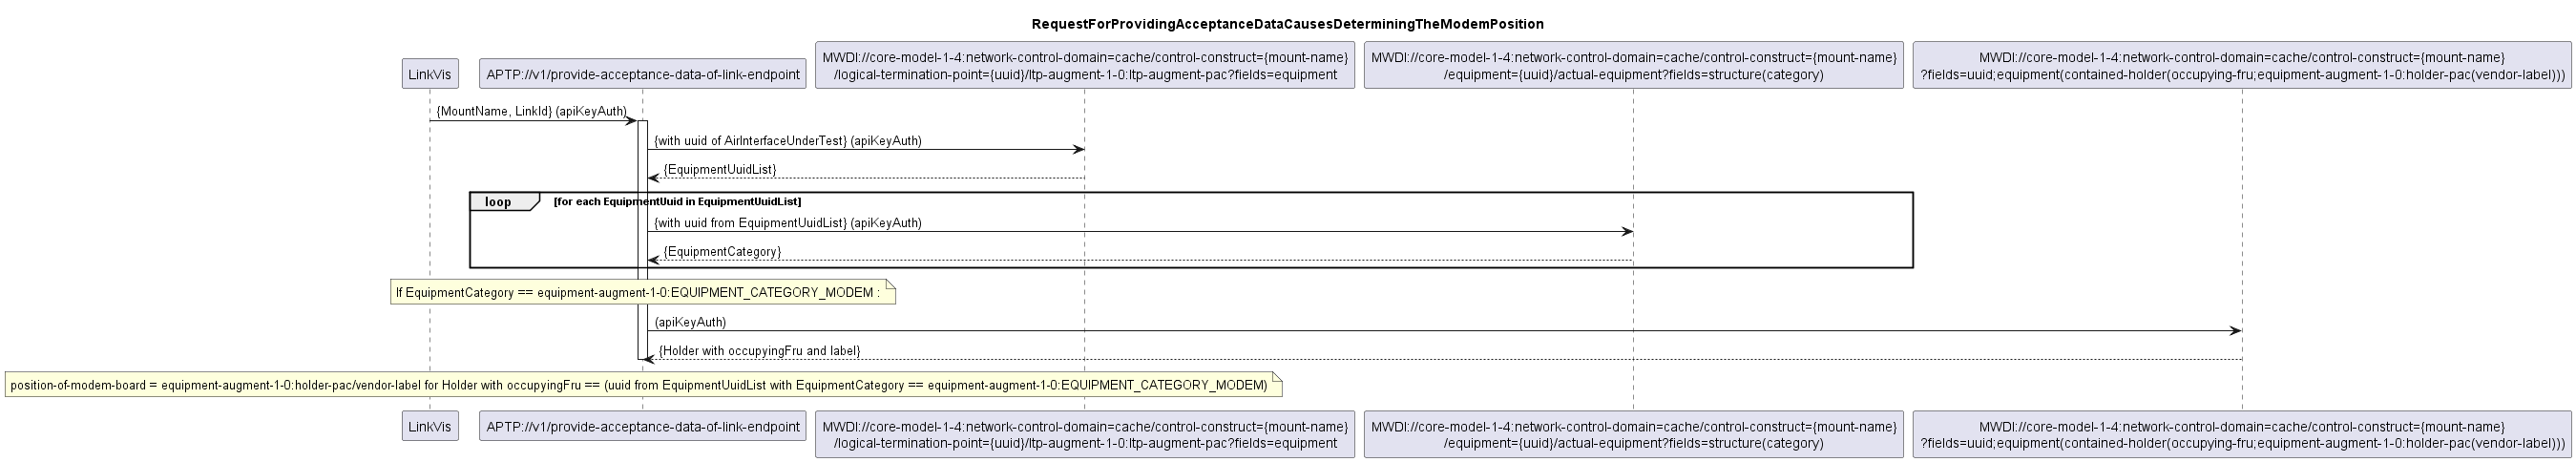 RequestForProvidingAcceptanceDataCausesDeterminingTheModemPosition
LinkVis
APTP://v1/provide-acceptance-data-of-link-endpoint
MWDI://core-model-1-4:network-control-domain=cache/control-construct={mount-name}
/logical-termination-point={uuid}/ltp-augment-1-0:ltp-augment-pac?fields=equipment
MWDI://core-model-1-4:network-control-domain=cache/control-construct={mount-name}
/equipment={uuid}/actual-equipment?fields=structure(category)
MWDI://core-model-1-4:network-control-domain=cache/control-construct={mount-name}
?fields=uuid;equipment(contained-holder(occupying-fru;equipment-augment-1-0:holder-pac(vendor-label)))
{MountName, LinkId} (apiKeyAuth)
{with uuid of AirInterfaceUnderTest} (apiKeyAuth)
{EquipmentUuidList}
loop
[for each EquipmentUuid in EquipmentUuidList]
{with uuid from EquipmentUuidList} (apiKeyAuth)
{EquipmentCategory}
If EquipmentCategory == equipment-augment-1-0:EQUIPMENT_CATEGORY_MODEM :
(apiKeyAuth)
{Holder with occupyingFru and label}
position-of-modem-board = equipment-augment-1-0:holder-pac/vendor-label for Holder with occupyingFru == (uuid from EquipmentUuidList with EquipmentCategory == equipment-augment-1-0:EQUIPMENT_CATEGORY_MODEM)
LinkVis
APTP://v1/provide-acceptance-data-of-link-endpoint
MWDI://core-model-1-4:network-control-domain=cache/control-construct={mount-name}
/logical-termination-point={uuid}/ltp-augment-1-0:ltp-augment-pac?fields=equipment
MWDI://core-model-1-4:network-control-domain=cache/control-construct={mount-name}
/equipment={uuid}/actual-equipment?fields=structure(category)
MWDI://core-model-1-4:network-control-domain=cache/control-construct={mount-name}
?fields=uuid;equipment(contained-holder(occupying-fru;equipment-augment-1-0:holder-pac(vendor-label)))